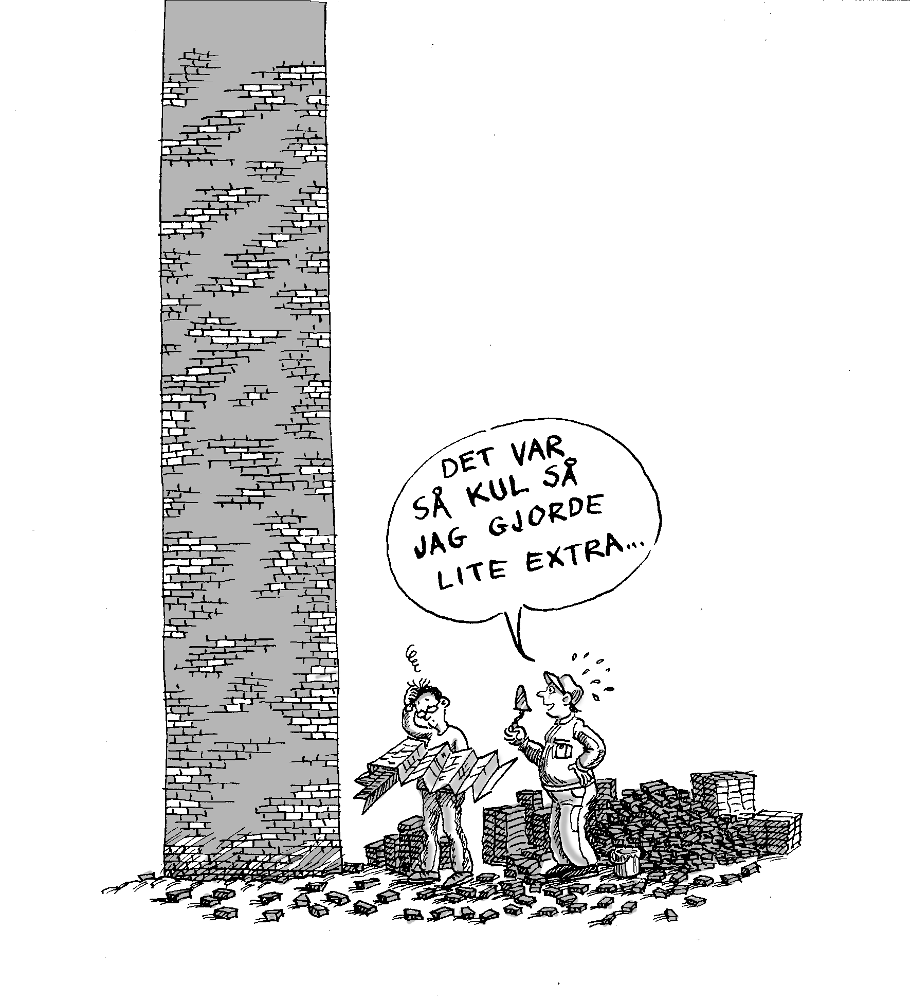 DET VAR
SÅ KUL SÅ
JAG GJORDE
LITE EXTRA...